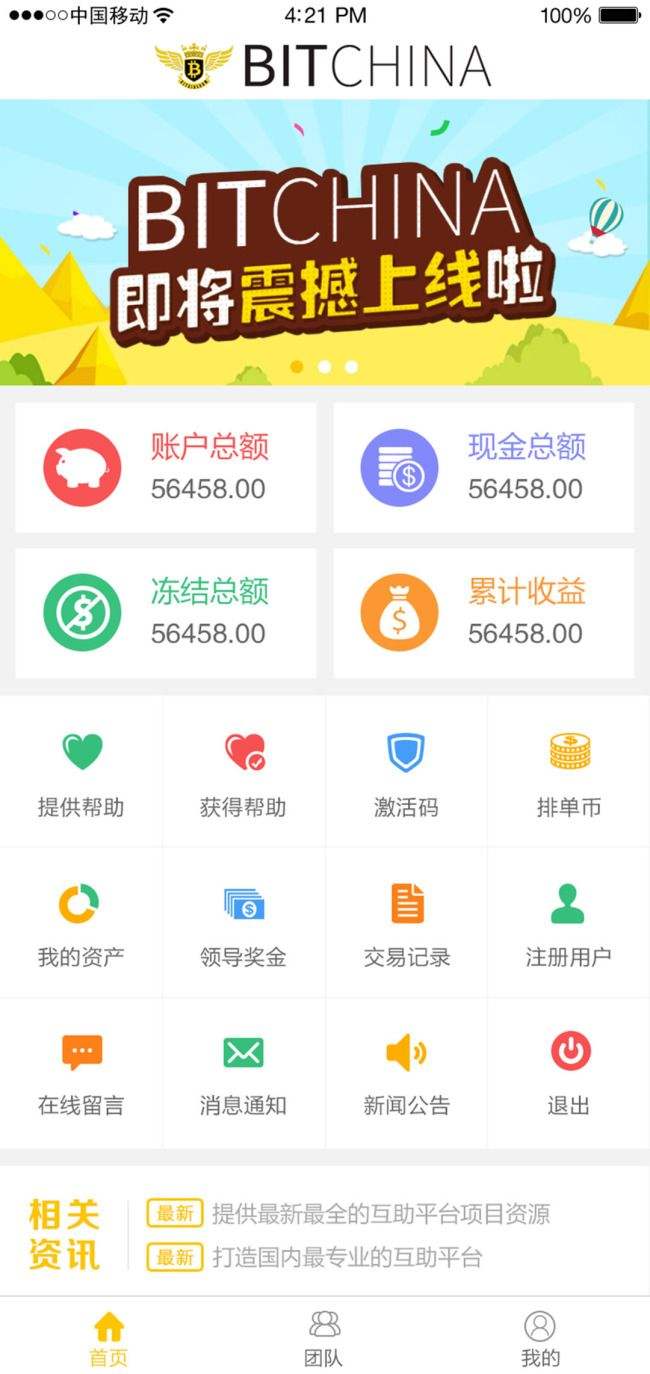 中国移动 4:21 PM 100%
BITCHINA
BITCHINA
即将震撼上线啦
账户总额
56458.00
现金总额
56458.00
冻结总额
56458.00
累计收益
56458.00
提供帮助 获得帮助 激活码 排单币
我的资产 领导奖金 交易记录 注册用户
在线留言 消息通知 新闻公告 退出
相关资讯
最新 提供最新最全的互助平台项目资源
最新 打造国内最专业的互助平台
首页 团队 我的